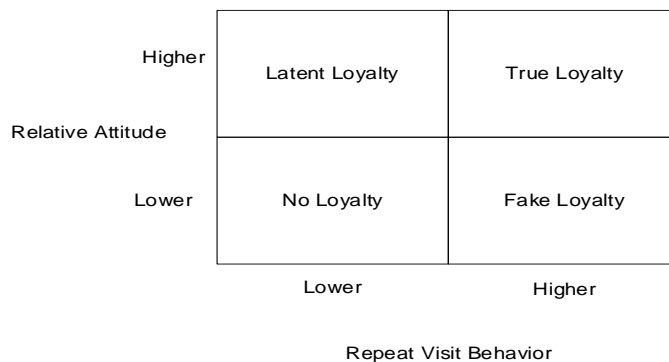 Higher
Latent Loyalty
True Loyalty
Relative Attitude
Lower
No Loyalty
Fake Loyalty
Lower
Higher
Repeat Visit Behavior